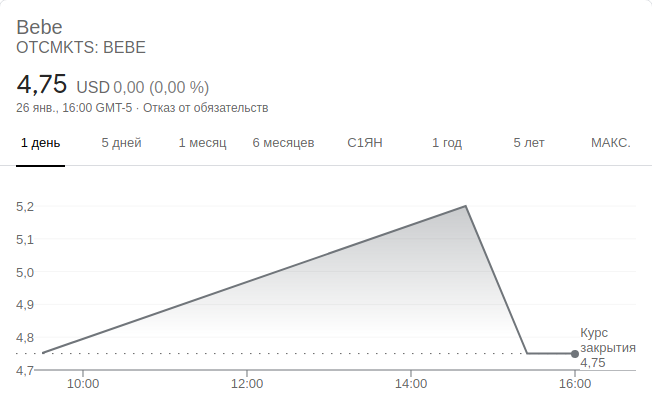 Bebe
OTCMKTS: BEBE
4,75 USD 0,00 (0,00 %)
26 янв., 16:00 GMT-5 · Отказ от обязательств
1 день 5 дней 1 месяц 6 месяцев С1ЯН 1 год 5 лет МАКС.
5,2
5,1
5,0
4,9
4,8
4,7
Курс
закрытия
4,75
10:00 12:00 14:00 16:00